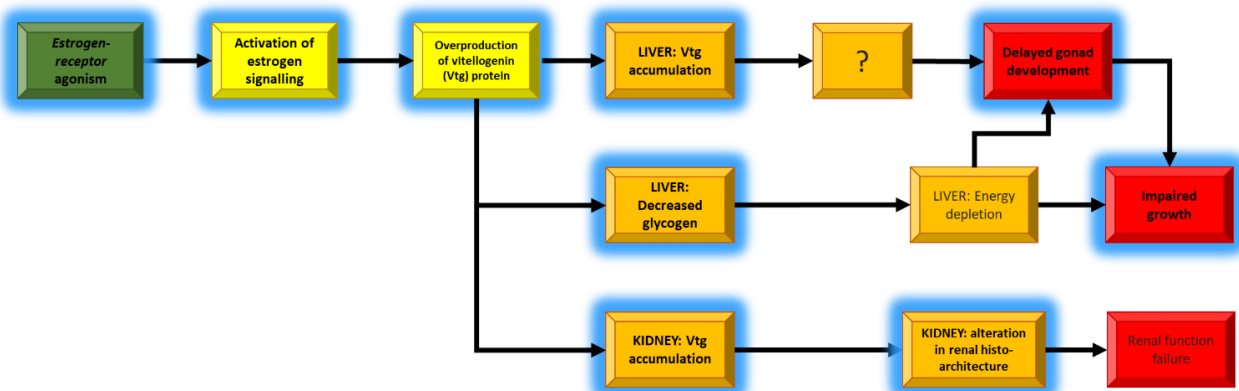 Estrogen-
receptor
agonism
Activation of
estrogen
signalling
Overproduction
of vitellogenin
(Vtg) protein
LIVER: Vtg
accumulation
?
Delayed gonad
development
LIVER:
Decreased
glycogen
LIVER: Energy
depletion
Impaired
growth
KIDNEY: Vtg
accumulation
KIDNEY: alteration
in renal histo-
architecture
Renal function
failure